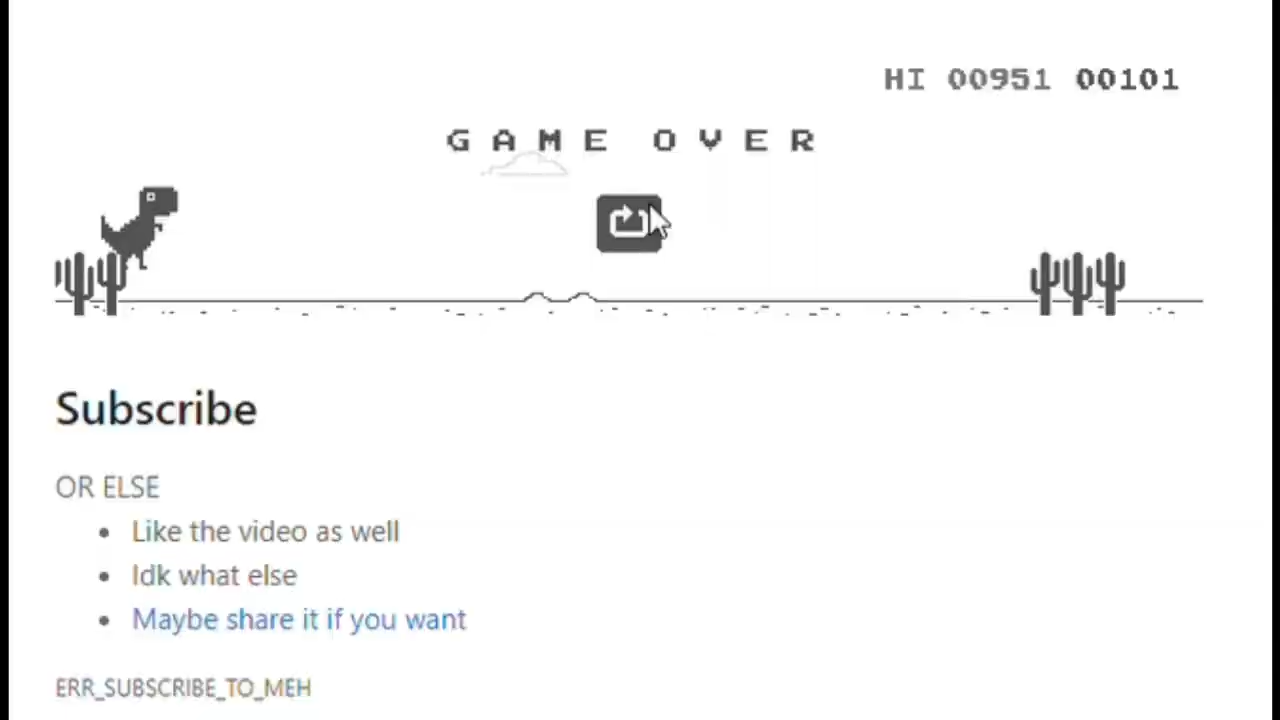 HI 00951 00101
GAME OVER
Subscribe
OR ELSE
Like the video as well
Idk what else
Maybe share it if you want
ERR_SUBSCRIBE_TO_MEH